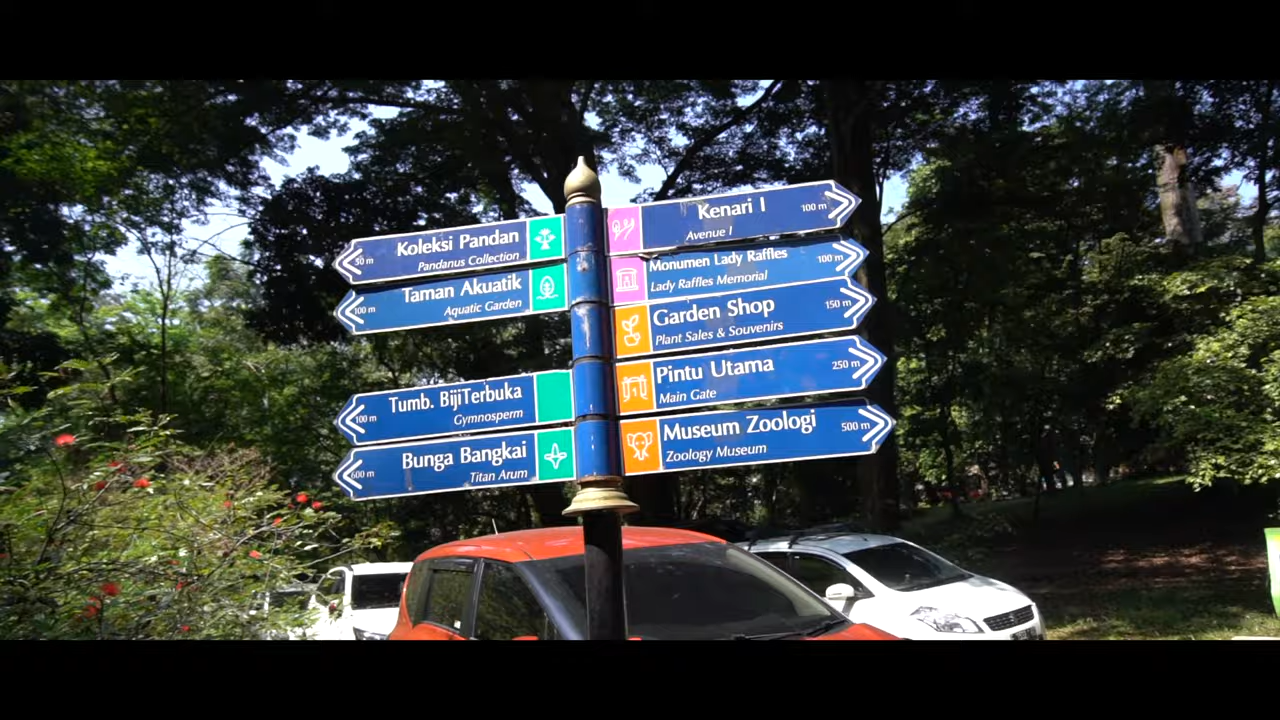 Koleksi Pandan
50 m
Pandanus Collection
Taman Akuatik
100 m
Aquatic Garden
Tumb. BijiTerbuka
100 m
Gymnosperm
Bunga Bangkai
600 m
Titan Arum
Kenari I
100 m
Avenue I
Monumen Lady Raffles
100 m
Lady Raffles Memorial
Garden Shop
150 m
Plant Sales & Souvenirs
Pintu Utama
250 m
Main Gate
Museum Zoologi
500 m
Zoology Museum